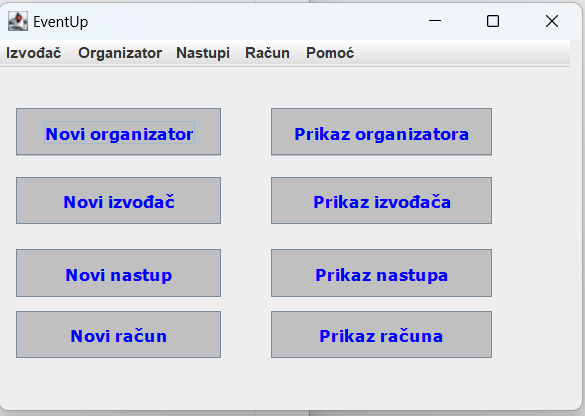 EventUp
Izvođač Organizator Nastupi Račun Pomoć
Novi organizator Prikaz organizatora
Novi izvođač Prikaz izvođača
Novi nastup Prikaz nastupa
Novi račun Prikaz računa